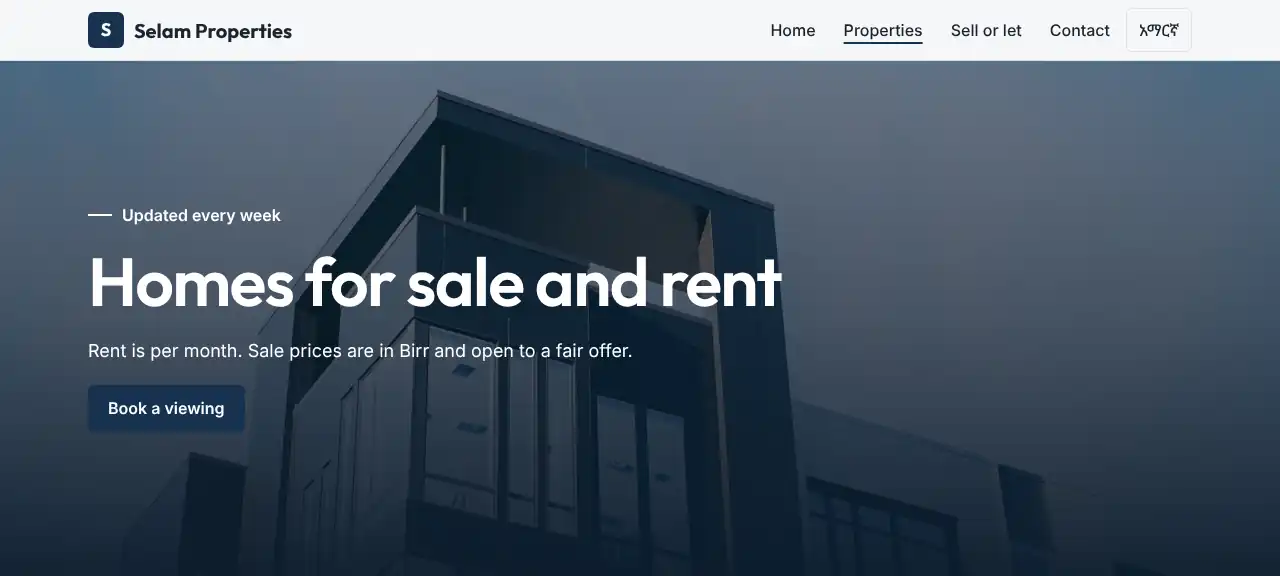 S
Selam Properties
Home
Properties
Sell or let
Contact
አማርኛ
Updated every week
Homes for sale and rent
Rent is per month. Sale prices are in Birr and open to a fair offer.
Book a viewing